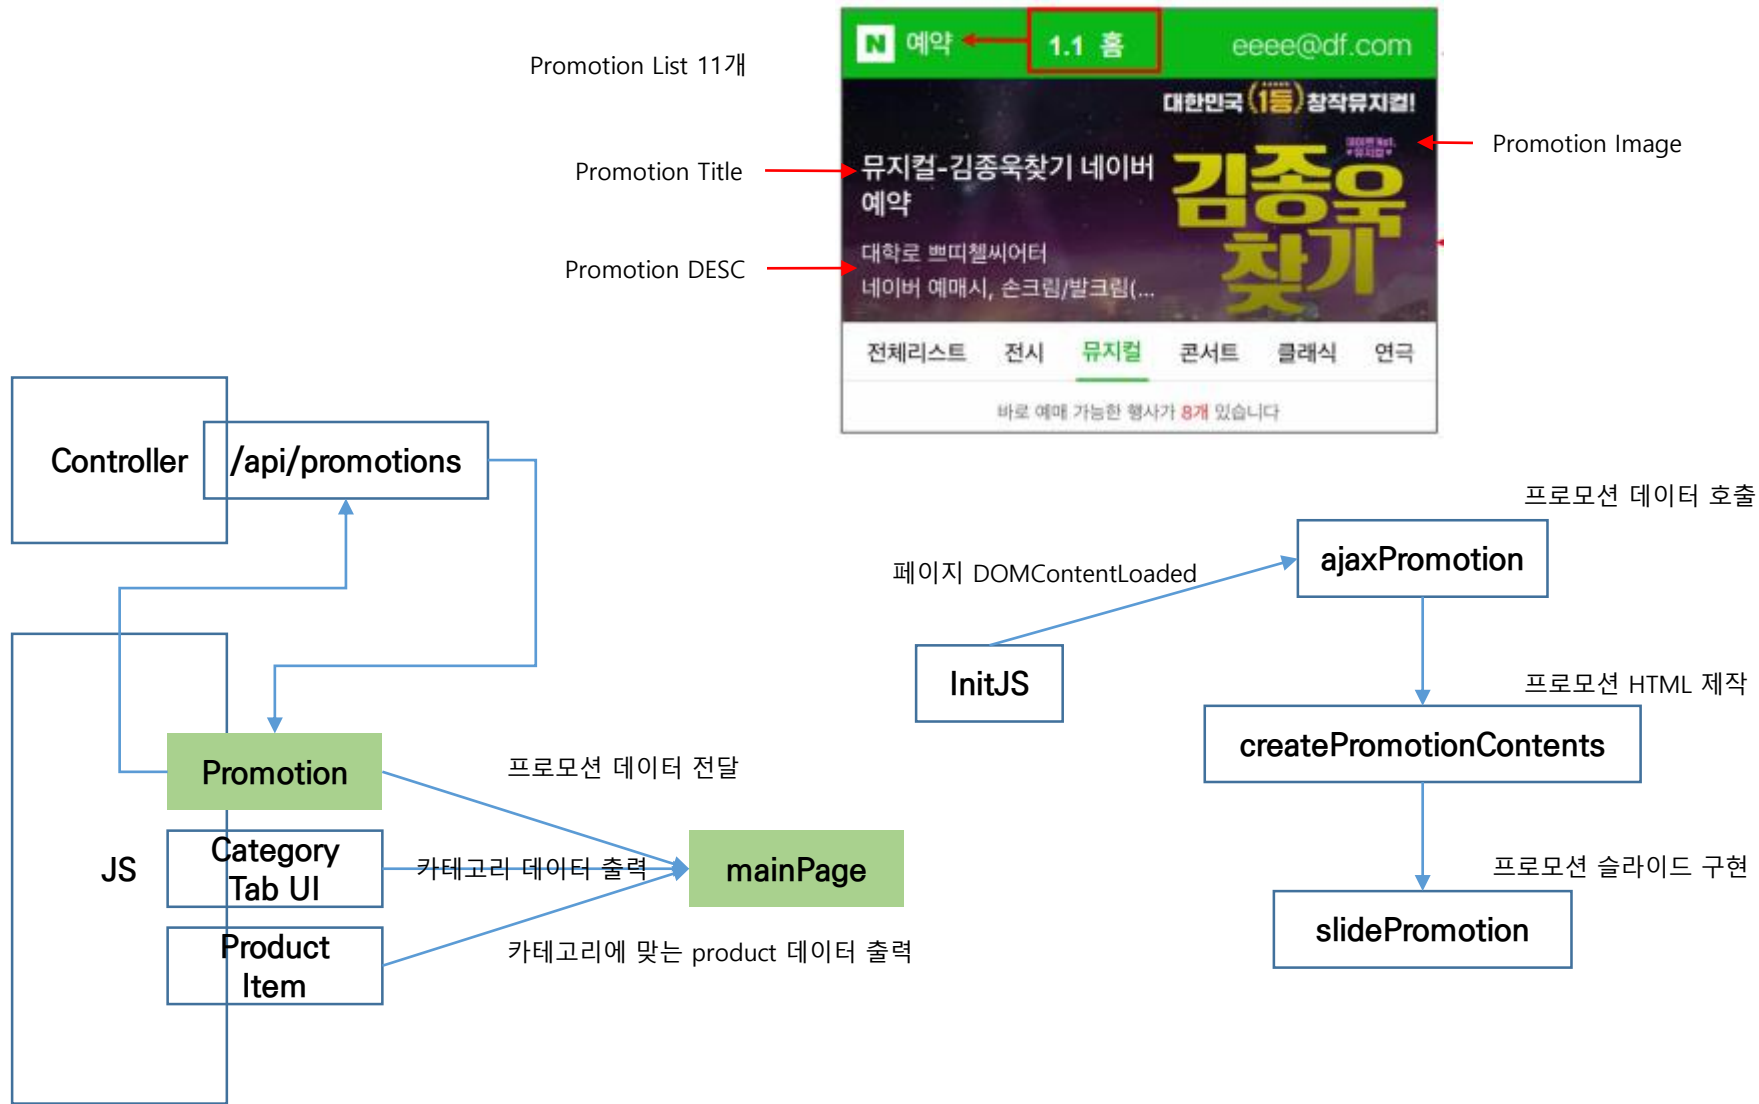 N 예약
1.1 홈
eeee@df.com
Promotion List 11개
대한민국 1등 창작뮤지컬!
Promotion Image
Promotion Title
뮤지컬-김종욱찾기 네이버
예약
김종욱
찾기
Promotion DESC
대학로 쁘띠첼씨어터
네이버 예매시, 손크림/발크림(...
전체리스트 전시 뮤지컬 콘서트 클래식 연극
바로 예매 가능한 행사가 8개 있습니다
Controller
/api/promotions
프로모션 데이터 호출
ajaxPromotion
페이지 DOMContentLoaded
InitJS
프로모션 HTML 제작
createPromotionContents
Promotion
프로모션 데이터 전달
JS
Category
Tab UI
카테고리 데이터 출력
mainPage
프로모션 슬라이드 구현
slidePromotion
Product
Item
카테고리에 맞는 product 데이터 출력